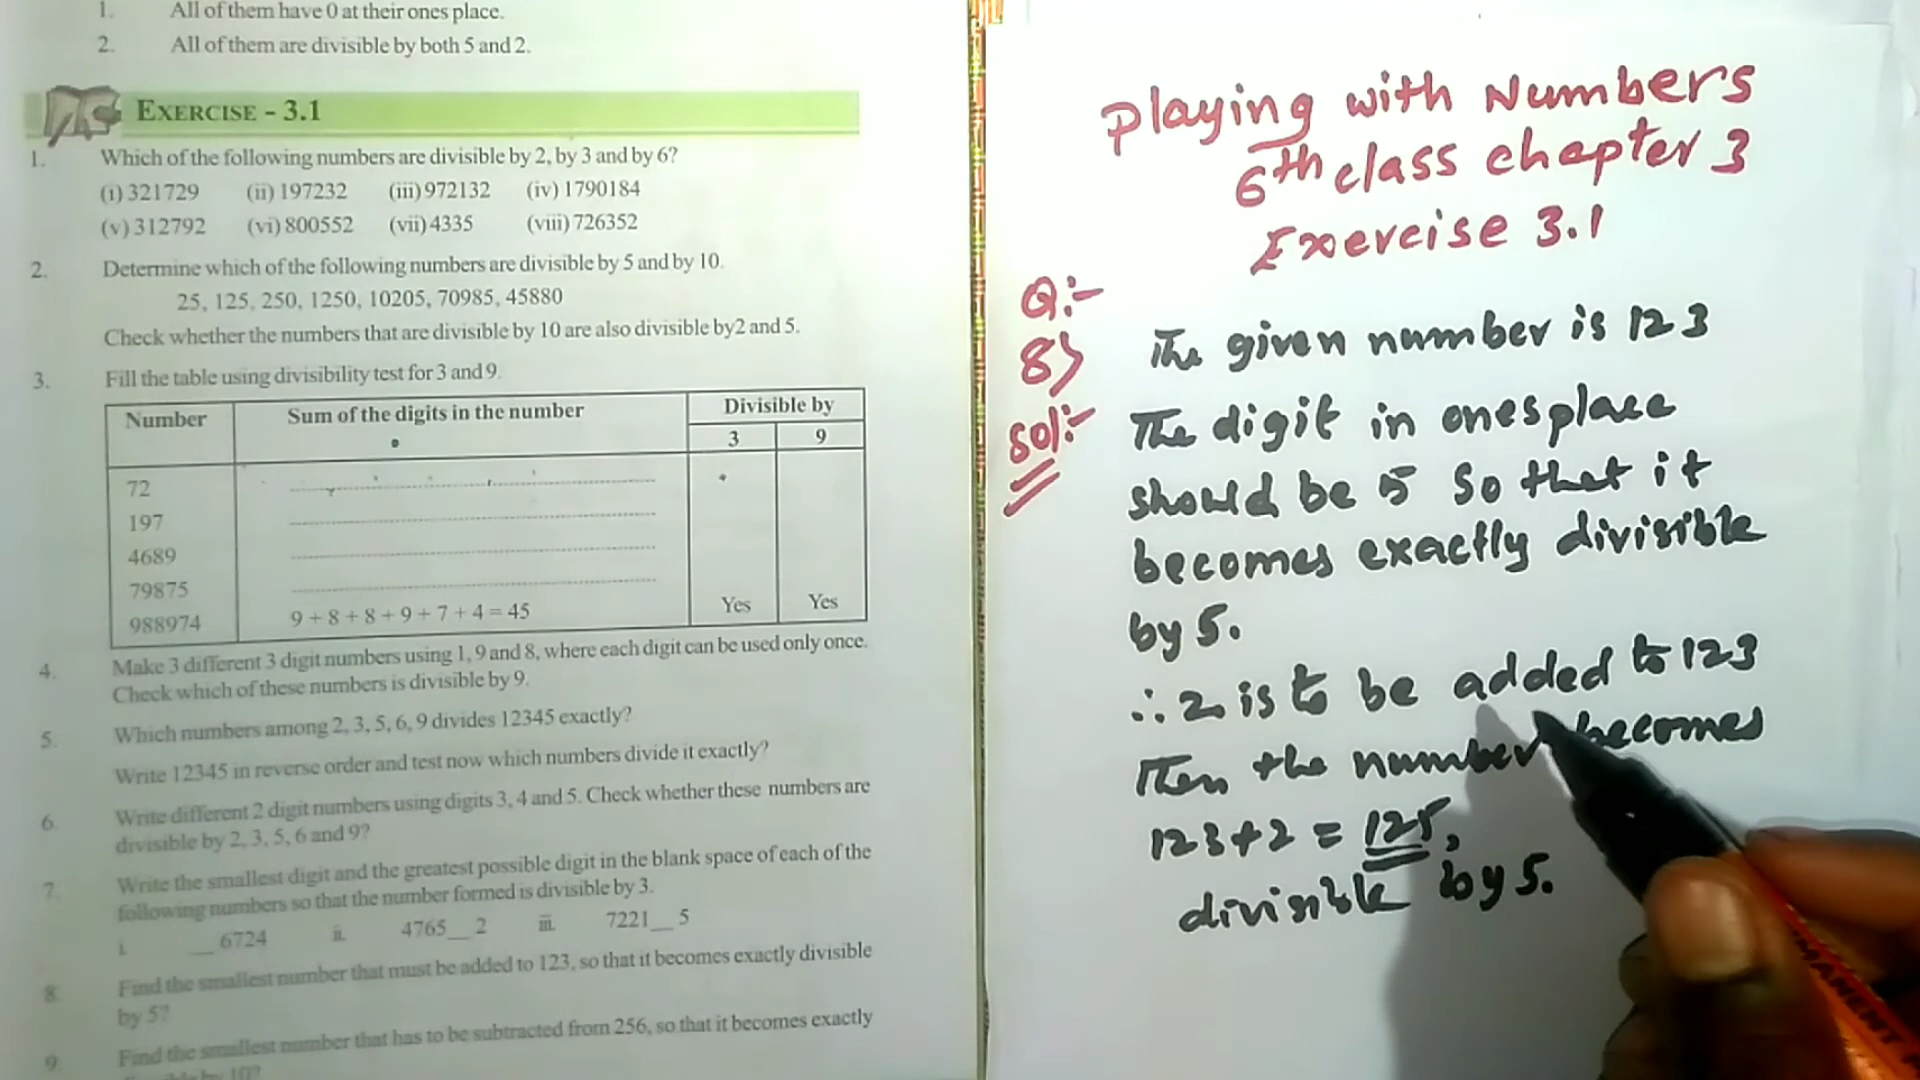 1. All of them have 0 at their ones place.
2. All of them are divisible by both 5 and 2.
EXERCISE - 3.1
1. Which of the following numbers are divisible by 2, by 3 and by 6?
(i) 321729 (ii) 197232 (iii) 972132 (iv) 1790184
(v) 312792 (vi) 800552 (vii) 4335 (viii) 726352
2. Determine which of the following numbers are divisible by 5 and by 10.
25, 125, 250, 1250, 10205, 70985, 45880
Check whether the numbers that are divisible by 10 are also divisible by2 and 5.
3. Fill the table using divisibility test for 3 and 9.
Number Sum of the digits in the number Divisible by
3 9
72
197
4689
79875
988974 9 + 8 + 8 + 9 + 7 + 4 = 45 Yes Yes
4. Make 3 different 3 digit numbers using 1, 9 and 8, where each digit can be used only once.
Check which of these numbers is divisible by 9.
5. Which numbers among 2, 3, 5, 6, 9 divides 12345 exactly?
Write 12345 in reverse order and test now which numbers divide it exactly?
6. Write different 2 digit numbers using digits 3, 4 and 5. Check whether these numbers are
divisible by 2, 3, 5, 6 and 9?
7. Write the smallest digit and the greatest possible digit in the blank space of each of the
following numbers so that the number formed is divisible by 3.
i. __6724 ii. 4765__2 iii. 7221__5
8. Find the smallest number that must be added to 123, so that it becomes exactly divisible
by 5?
9. Find the smallest number that has to be subtracted from 256, so that it becomes exactly
by 10?
Playing with Numbers
6th class chapter 3
Exercise 3.1
Q:-
8) The given number is 123
Sol:- The digit in ones place
should be 5 so that it
becomes exactly divisible
by 5.
∴ 2 is to be added to 123
Then the number becomes
123+2 = 125,
divisible by 5.